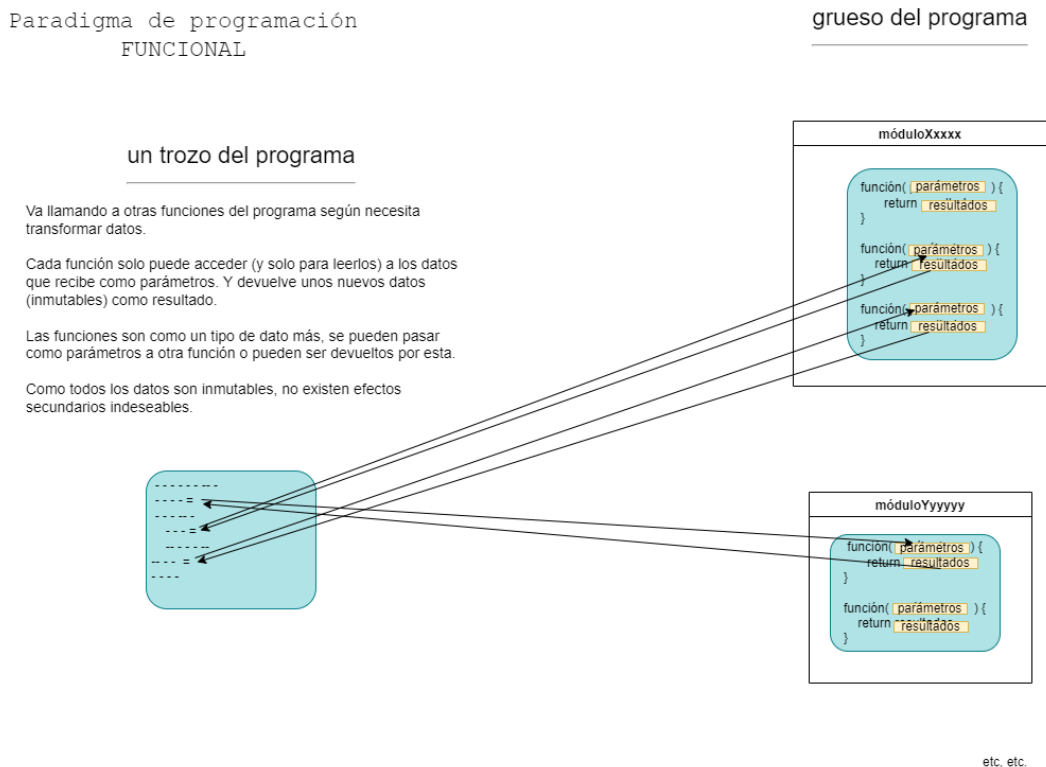 Paradigma de programación
FUNCIONAL
grueso del programa
un trozo del programa
Va llamando a otras funciones del programa según necesita
transformar datos.
Cada función solo puede acceder (y solo para leerlos) a los datos
que recibe como parámetros. Y devuelve unos nuevos datos
(inmutables) como resultado.
Las funciones son como un tipo de dato más, se pueden pasar
como parámetros a otra función o pueden ser devueltos por esta.
Como todos los datos son inmutables, no existen efectos
secundarios indeseables.
- - - - - - -- -
- - - - =
- - -- --
- - - =
-- - - =
- - - -
móduloXxxxx
función( parámetros ) {
return resultados
}
función( parámetros ) {
return resultados
}
función( parámetros ) {
return resultados
}
móduloYyyyyy
función( parámetros ) {
return resultados
}
función( parámetros ) {
return resultados
}
etc. etc.